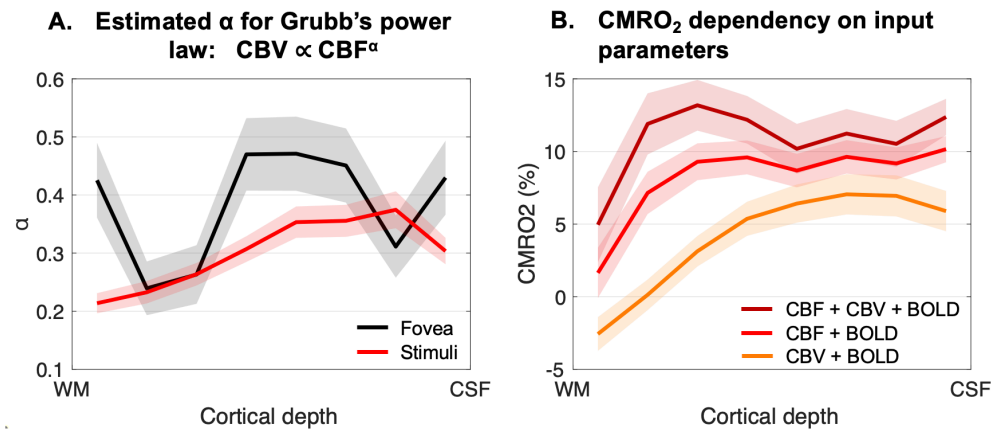 A. Estimated α for Grubb's power
law: CBV ∝ CBFᵅ
0.6
0.5
0.4
0.3
0.2
0.1
α
Fovea
Stimuli
WM
CSF
Cortical depth
B. CMRO₂ dependency on input
parameters
15
10
5
0
-5
CMRO2 (%)
CBF + CBV + BOLD
CBF + BOLD
CBV + BOLD
WM
CSF
Cortical depth